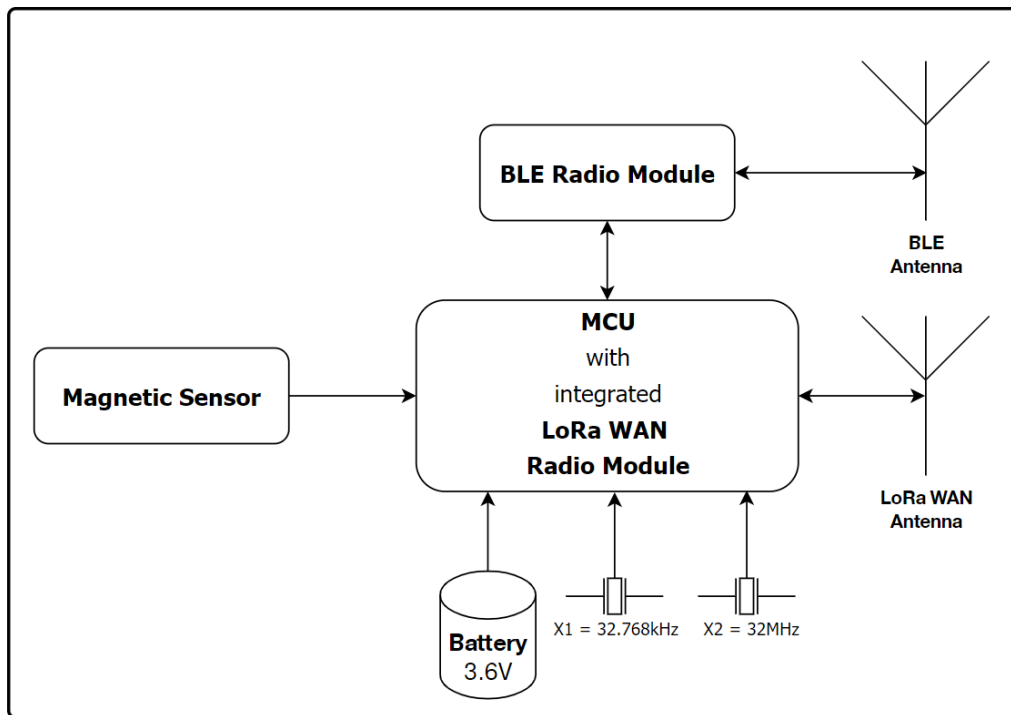 BLE Radio Module
BLE
Antenna
MCU
with
integrated
LoRa WAN
Radio Module
Magnetic Sensor
LoRa WAN
Antenna
Battery
3.6V
X1 = 32.768kHz
X2 = 32MHz